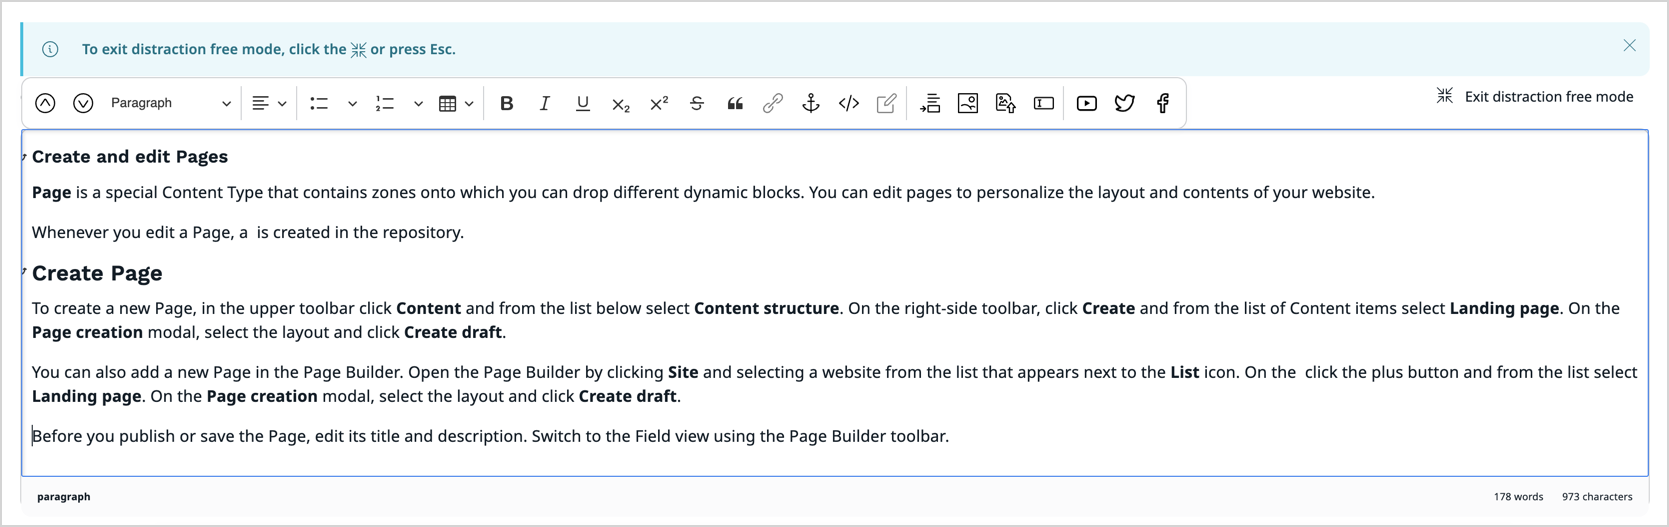 To exit distraction free mode, click the or press Esc.
Paragraph
Exit distraction free mode
Create and edit Pages
Page is a special Content Type that contains zones onto which you can drop different dynamic blocks. You can edit pages to personalize the layout and contents of your website.
Whenever you edit a Page, a  is created in the repository.
Create Page
To create a new Page, in the upper toolbar click Content and from the list below select Content structure. On the right-side toolbar, click Create and from the list of Content items select Landing page. On the
Page creation modal, select the layout and click Create draft.
You can also add a new Page in the Page Builder. Open the Page Builder by clicking Site and selecting a website from the list that appears next to the List icon. On the  click the plus button and from the list select
Landing page. On the Page creation modal, select the layout and click Create draft.
Before you publish or save the Page, edit its title and description. Switch to the Field view using the Page Builder toolbar.
paragraph
178 words 973 characters